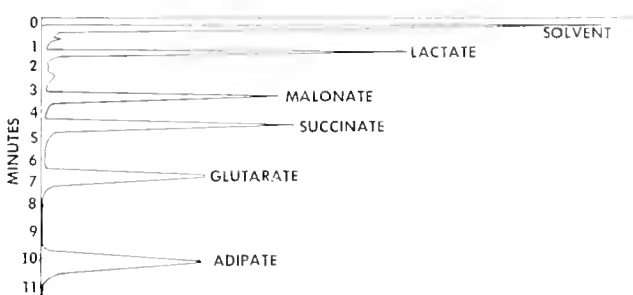 0
SOLVENT
1
LACTATE
2
3
MALONATE
4
SUCCINATE
5
6
GLUTARATE
7
8
9
10
ADIPATE
11
MINUTES